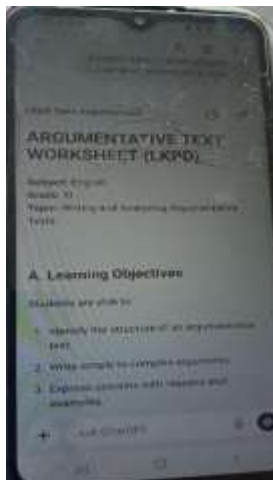 ARGUMENTATIVE TEXT
WORKSHEET (LKPD)
Subject: English
Grade: XI
Topic: Writing and Analyzing Argumentative
Texts
A. Learning Objectives
Students are able to:
1. Identify the structure of an argumentative
text.
2. Write simple to complex arguments.
3. Express opinions with reasons and
examples.
Ask ChatGPT